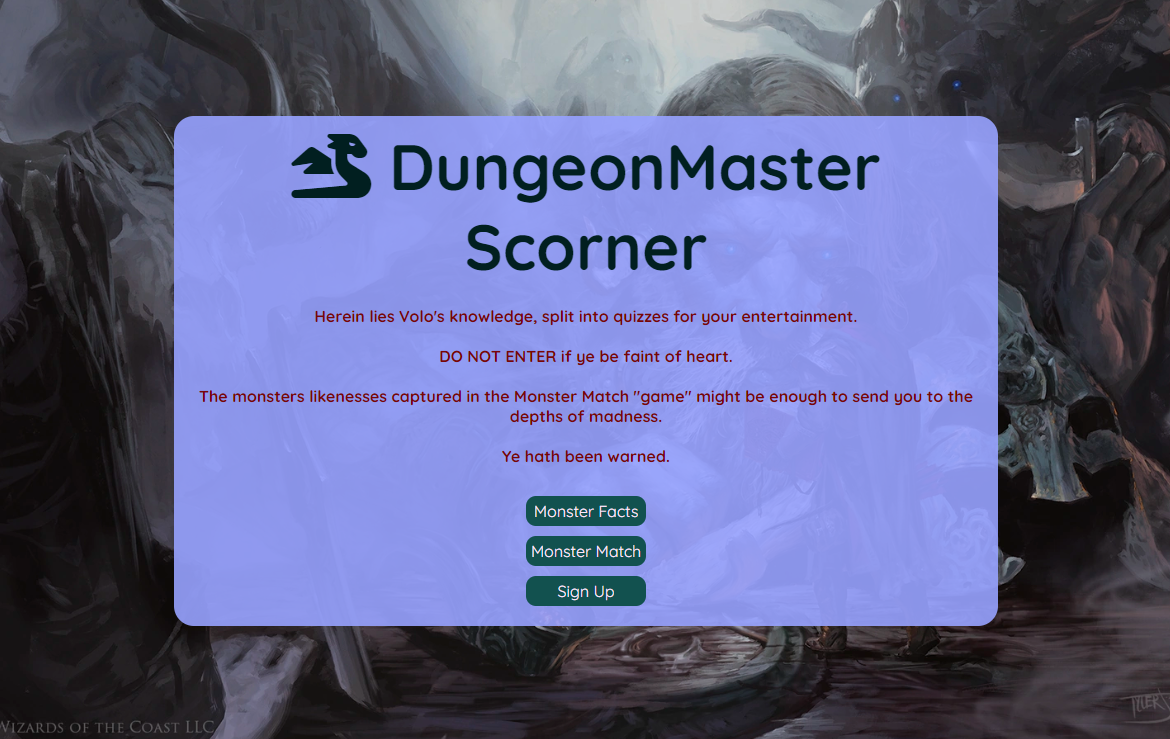 DungeonMaster
Scorner
Herein lies Volo's knowledge, split into quizzes for your entertainment.
DO NOT ENTER if ye be faint of heart.
The monsters likenesses captured in the Monster Match "game" might be enough to send you to the
depths of madness.
Ye hath been warned.
Monster Facts
Monster Match
Sign Up
TYLER
WIZARDS OF THE COAST LLC